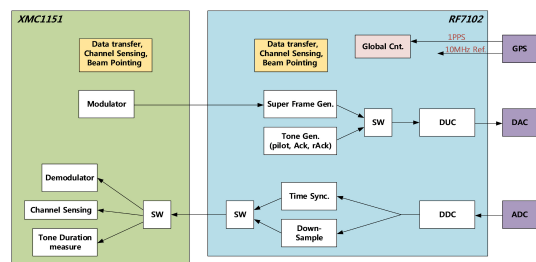 XMC1151
RF7102
Data transfer,
Channel Sensing,
Beam Pointing
Data transfer,
Channel Sensing,
Beam Pointing
Global Cnt.
1PPS
10MHz Ref.
GPS
Modulator
Super Frame Gen.
Tone Gen.
(pilot, Ack, rAck)
SW
DUC
DAC
Demodulator
Channel Sensing
Tone Duration
measure
SW
SW
Time Sync.
Down-
Sample
DDC
ADC